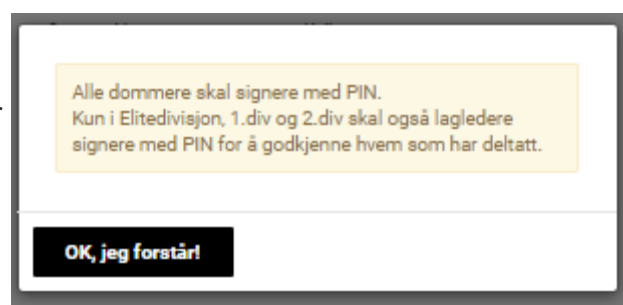 Alle dommere skal signere med PIN.
Kun i Elitedivisjon, 1.div og 2.div skal også lagledere
signere med PIN for å godkjenne hvem som har deltatt.
OK, jeg forstår!